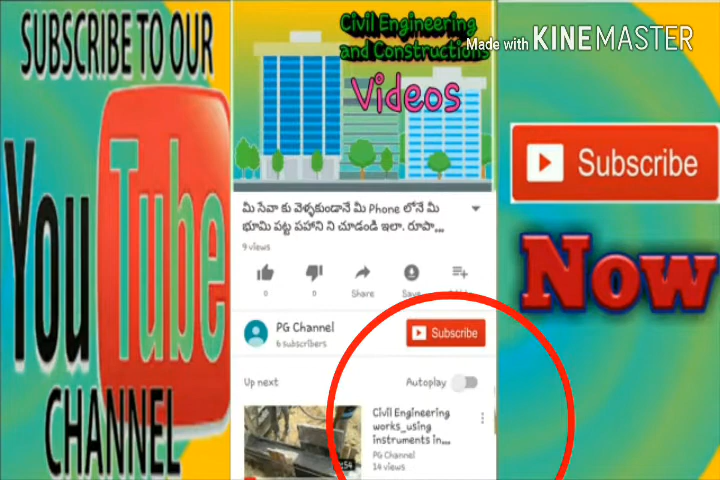 SUBSCRIBE TO OUR
You Tube
CHANNEL
Civil Engineering
and Constructions
Videos
Made with KINEMASTER
మీ సేవా కు వెళ్ళకుండానే మీ Phone లోనే మీ
భూమి పట్ట పహాని ని చూడండి ఇలా. రూపా...
9 views
0
0
Share
Save
PG Channel
6 subscribers
Subscribe
Up next
Autoplay
Civil Engineering
works_using
instruments in...
PG Channel
14 views
:54
Subscribe
Now